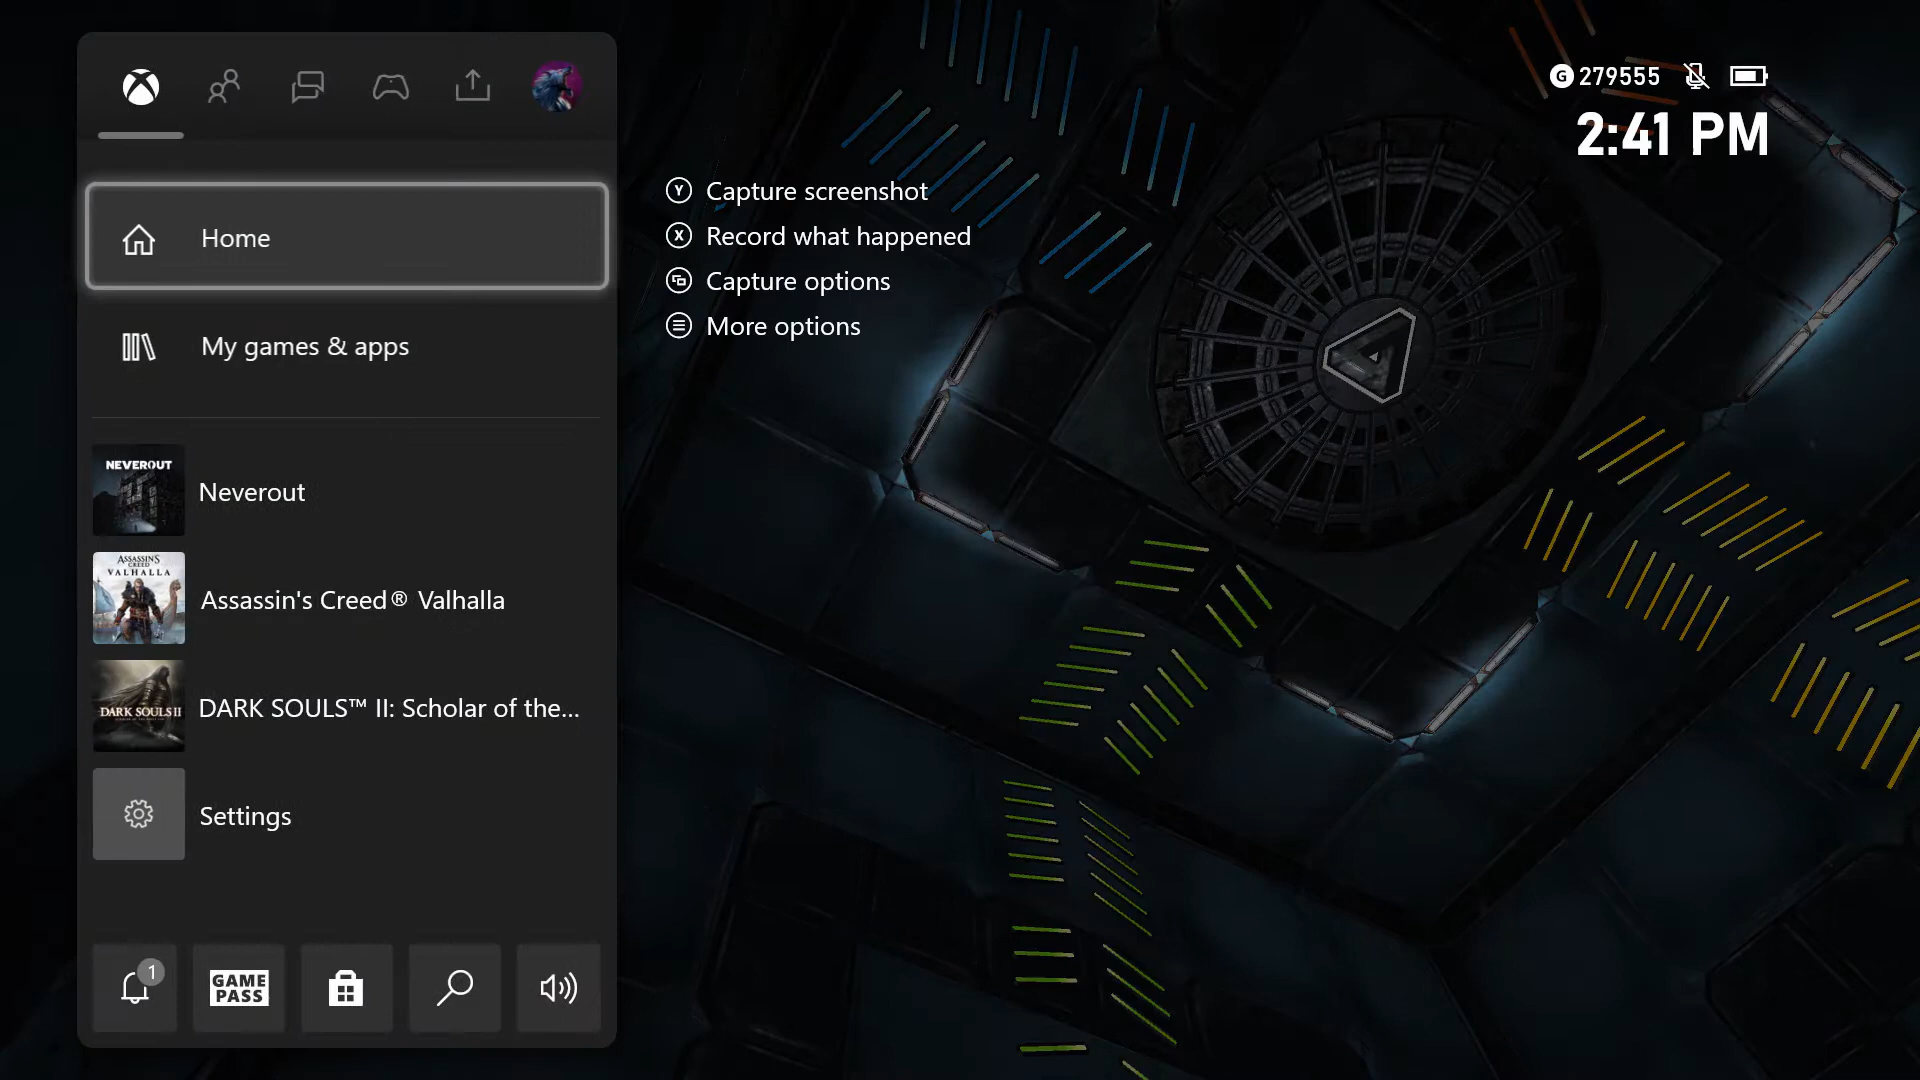 G 279555
2:41 PM
Y Capture screenshot
X Record what happened
Capture options
More options
Home
My games & apps
NEVEROUT
Neverout
ASSASSIN'S
CREED
VALHALLA
Assassin's Creed® Valhalla
DARK SOULS II
DARK SOULS™ II: Scholar of the...
Settings
1
GAME
PASS